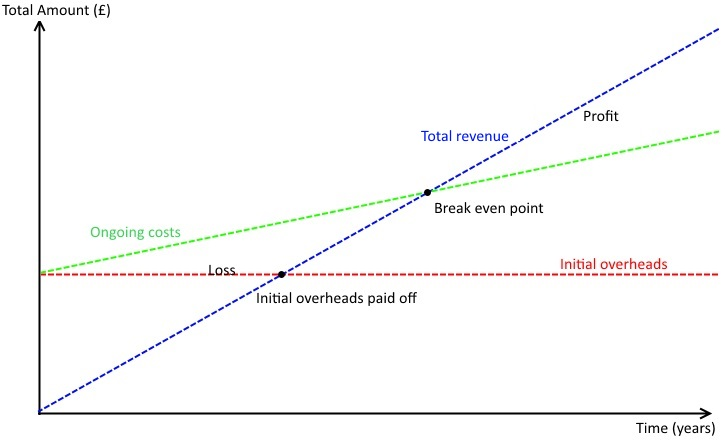 Total Amount (£)
Profit
Total revenue
Break even point
Ongoing costs
Initial overheads
Loss
Initial overheads paid off
Time (years)